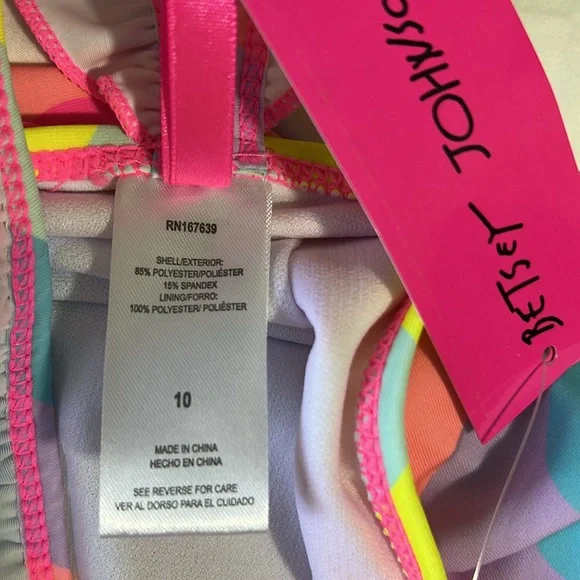 BETSEY JOHNSO
RN167639
SHELL/EXTERIOR:
85% POLYESTER/POLIÉSTER
15% SPANDEX
LINING/FORRO:
100% POLYESTER/ POLIÉSTER
10
MADE IN CHINA
HECHO EN CHINA
SEE REVERSE FOR CARE
VER AL DORSO PARA EL CUIDADO